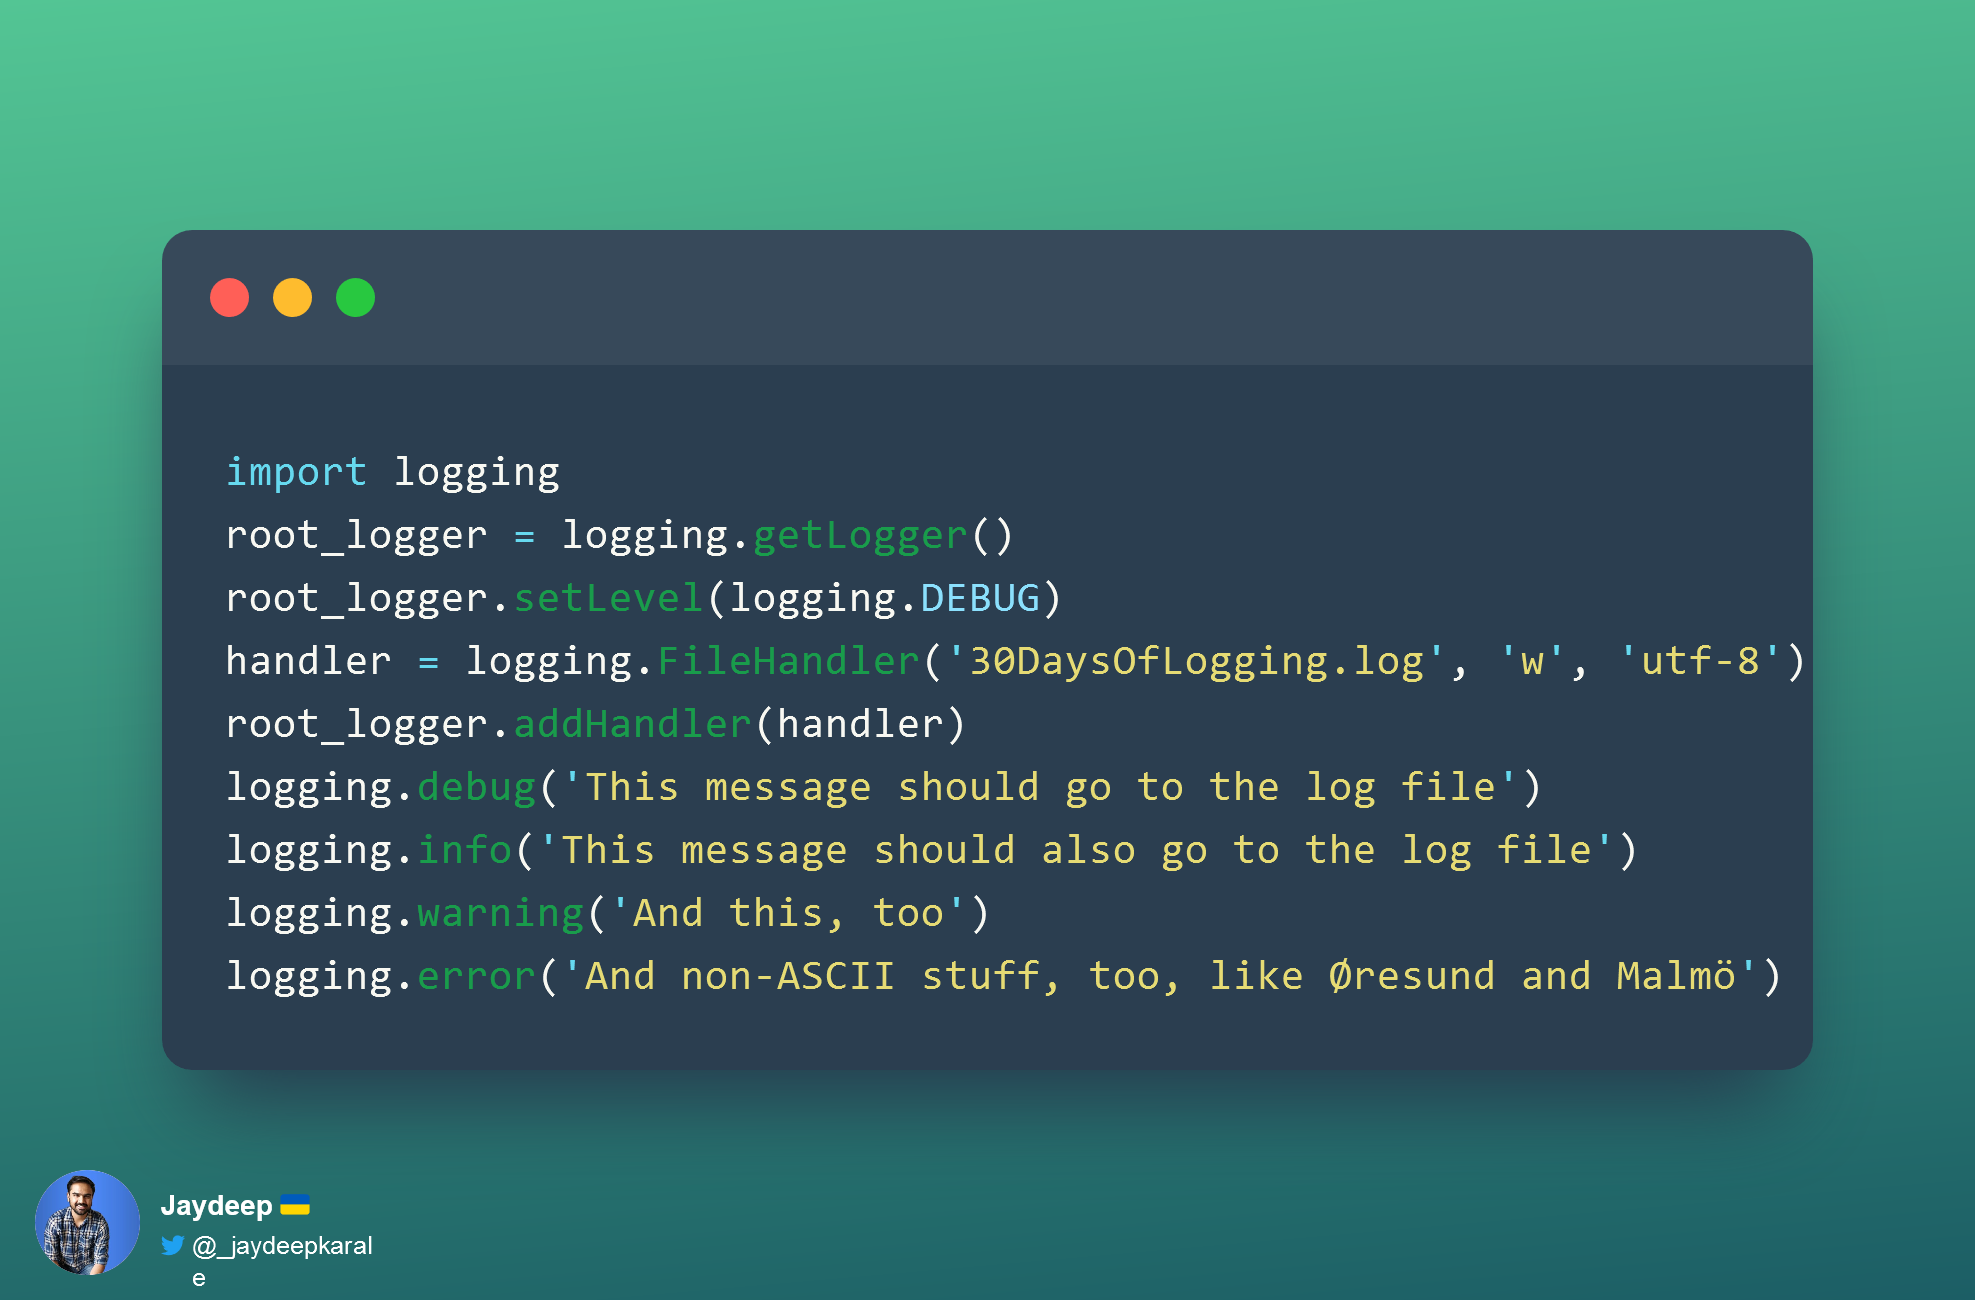 import logging
root_logger = logging.getLogger()
root_logger.setLevel(logging.DEBUG)
handler = logging.FileHandler('30DaysOfLogging.log', 'w', 'utf-8')
root_logger.addHandler(handler)
logging.debug('This message should go to the log file')
logging.info('This message should also go to the log file')
logging.warning('And this, too')
logging.error('And non-ASCII stuff, too, like Øresund and Malmö')
Jaydeep 🇺🇦
@_jaydeepkaral
e